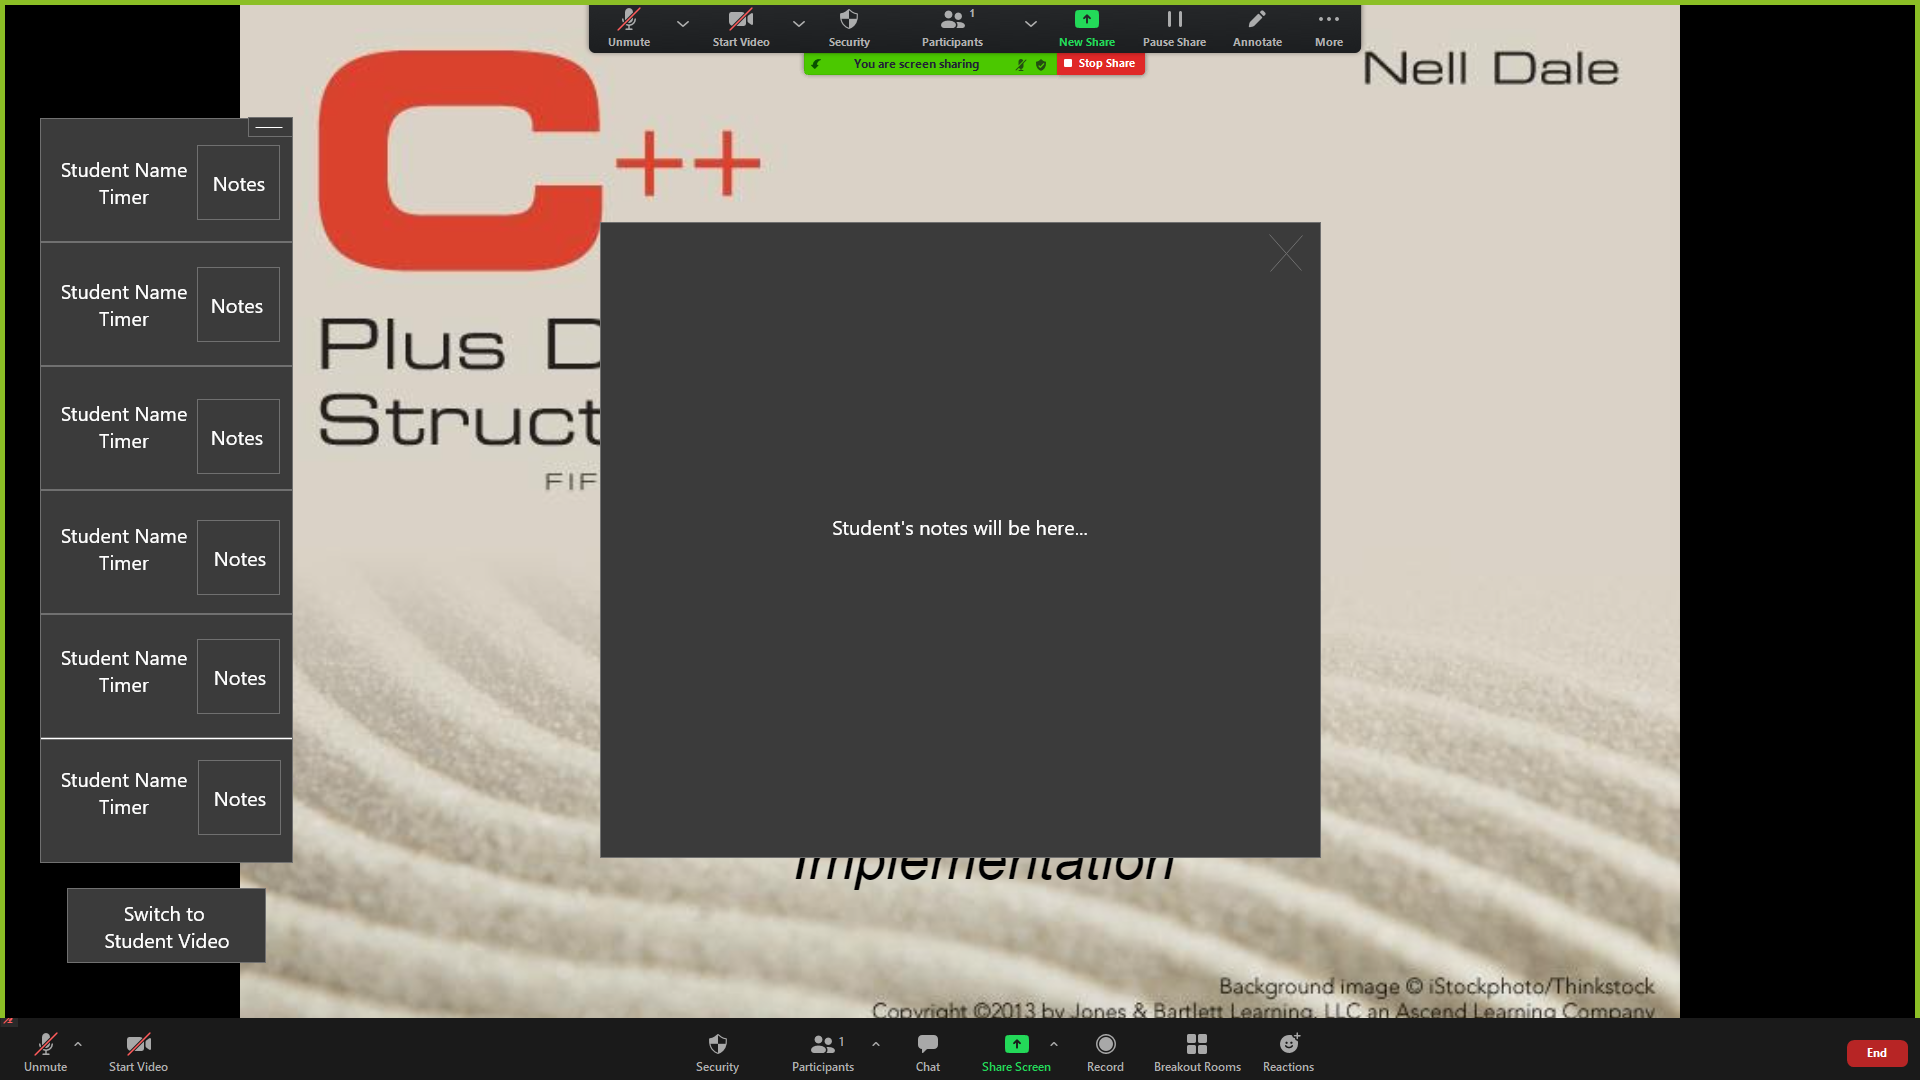 Unmute
Start Video
Security
1
Participants
New Share
Pause Share
Annotate
More
You are screen sharing
Stop Share
Nell Dale
C++
Plus D
Struct
FIF
Student Name
Timer
Notes
Student Name
Timer
Notes
Student Name
Timer
Notes
Student Name
Timer
Notes
Student Name
Timer
Notes
Student Name
Timer
Notes
Switch to
Student Video
Student's notes will be here...
Implementation
Background image © iStockphoto/Thinkstock
Copyright ©2013 by Jones & Bartlett Learning, LLC an Ascend Learning Company
Unmute
Start Video
Security
1
Participants
Chat
Share Screen
Record
Breakout Rooms
Reactions
End